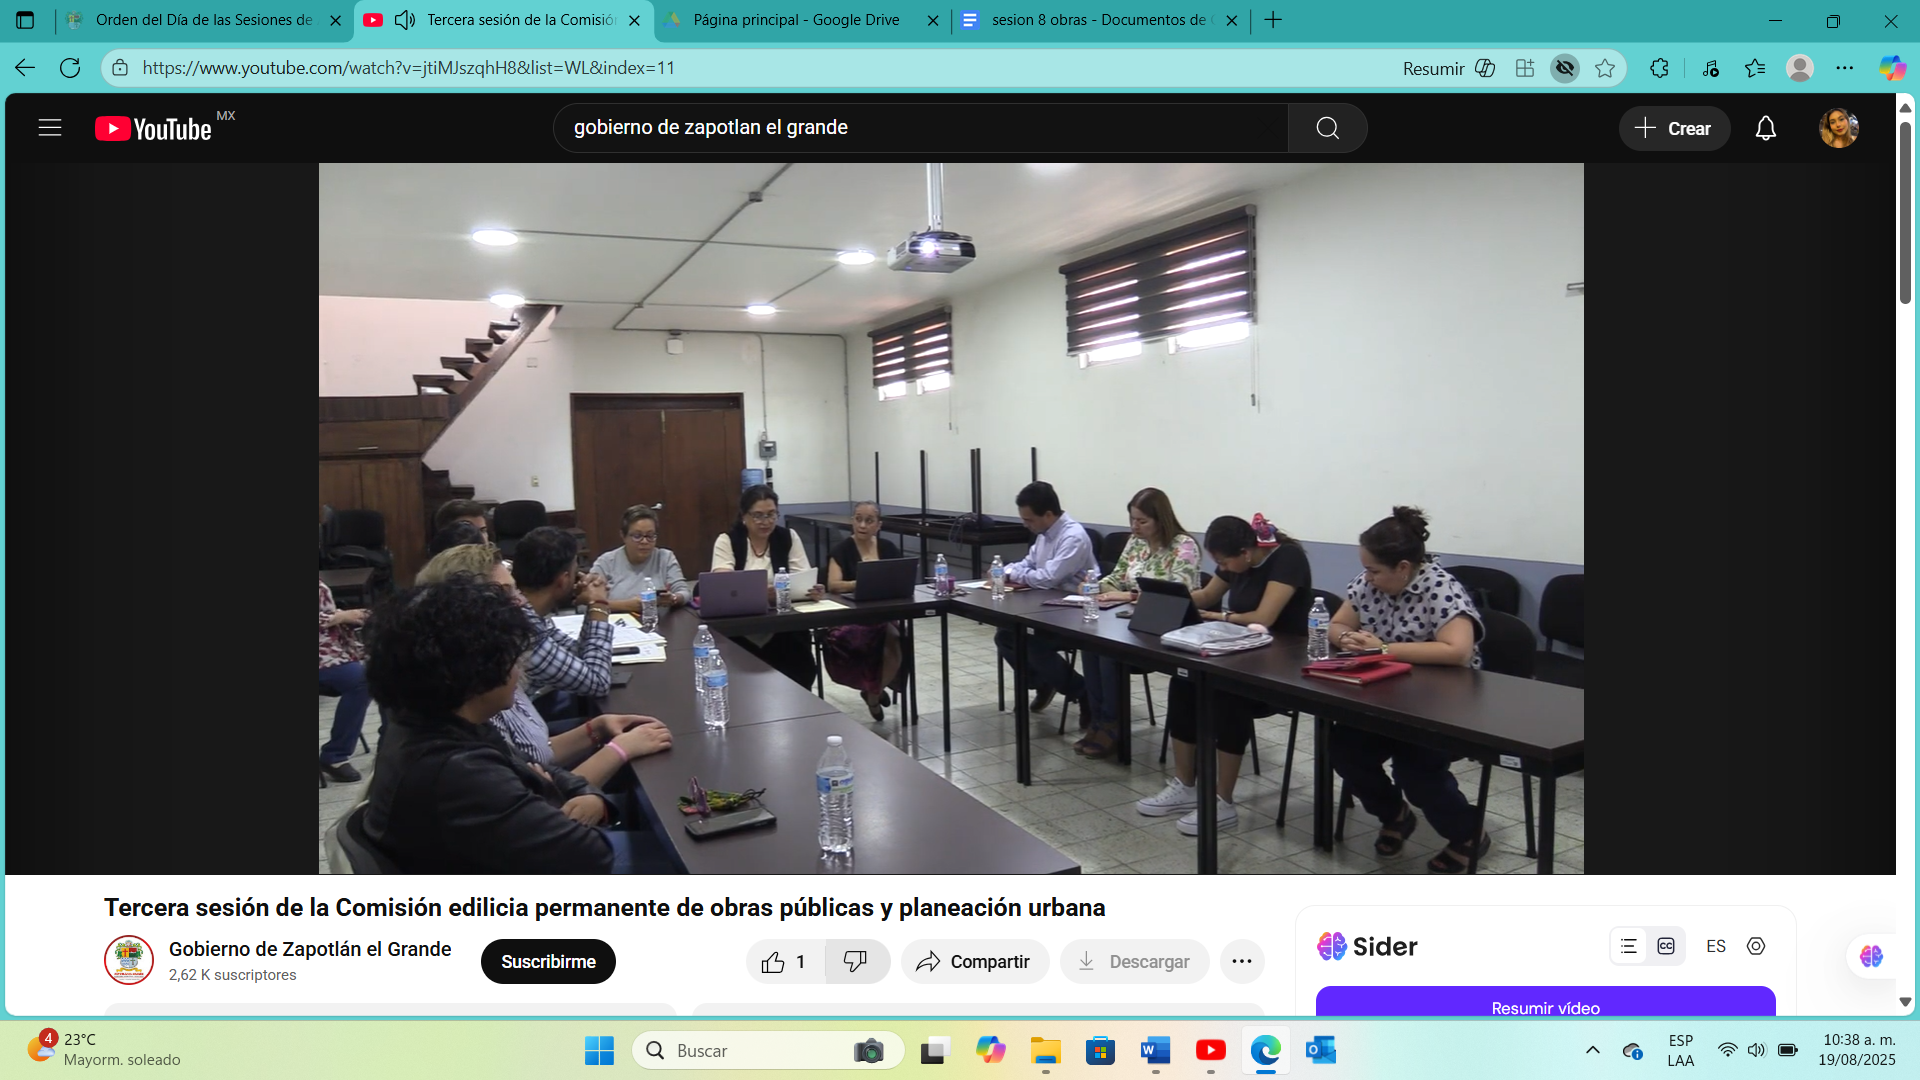 Orden del Día de las Sesiones de
Tercera sesión de la Comisión
Página principal - Google Drive
sesion 8 obras - Documentos de
https://www.youtube.com/watch?v=jtiMJszqhH8&list=WL&index=11
Resumir
YouTube MX
gobierno de zapotlan el grande
Crear
Tercera sesión de la Comisión edilicia permanente de obras públicas y planeación urbana
Gobierno de Zapotlán el Grande
2,62 K suscriptores
Suscribirme
1
Compartir
Descargar
Sider
CC
ES
Resumir vídeo
4
23°C
Mayorm. soleado
Buscar
ESP
LAA
10:38 a. m.
19/08/2025